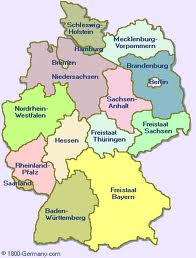 Schleswig-
Holstein
Hamburg
Mecklenburg-
Vorpommern
Bremen
Niedersachsen
Brandenburg
Berlin
Sachsen-
Anhalt
Nordrhein-
Westfalen
Hessen
Freistaat
Thüringen
Freistaat
Sachsen
Rheinland-
Pfalz
Saarland
Baden-
Württemberg
Freistaat
Bayern
© 1800-Germany.com